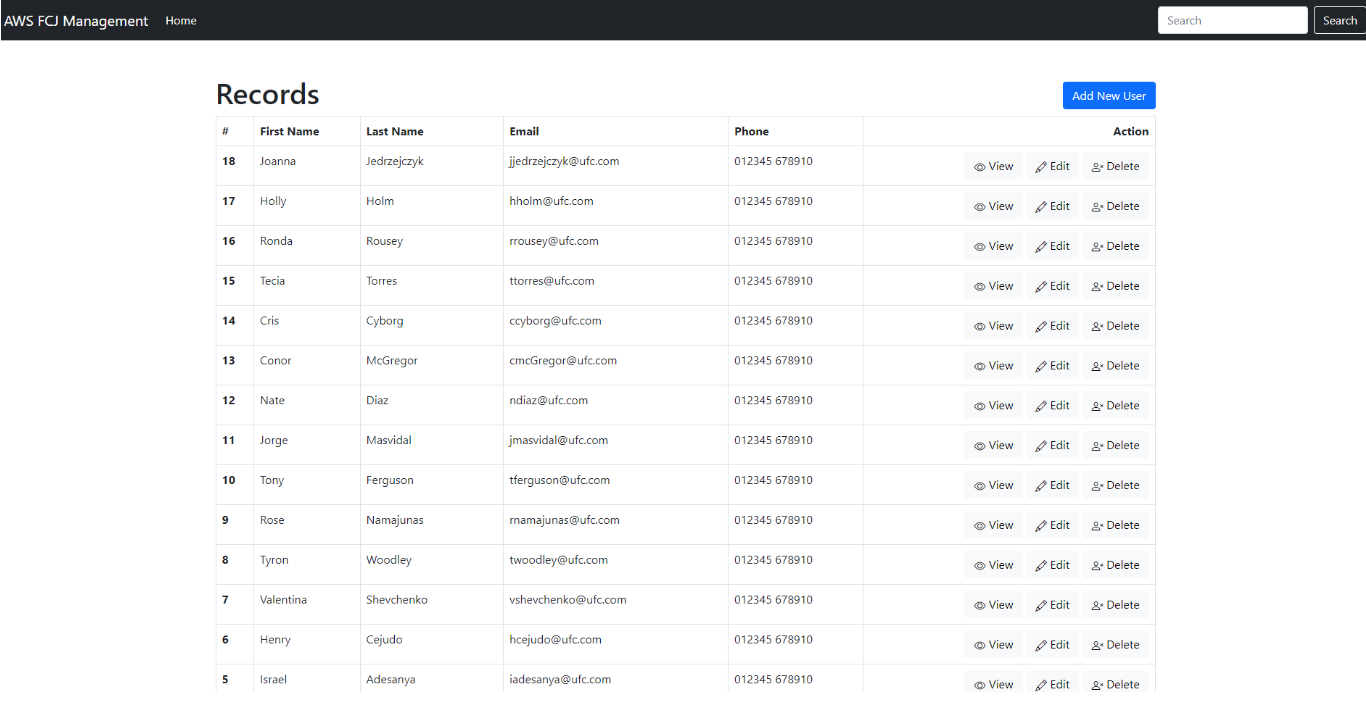 AWS FCJ Management Home Search Search
Records Add New User
# First Name Last Name Email Phone Action
18 Joanna Jedrzejczyk jjedrzejczyk@ufc.com 012345 678910 View Edit Delete
17 Holly Holm hholm@ufc.com 012345 678910 View Edit Delete
16 Ronda Rousey rrousey@ufc.com 012345 678910 View Edit Delete
15 Tecia Torres ttorres@ufc.com 012345 678910 View Edit Delete
14 Cris Cyborg ccyborg@ufc.com 012345 678910 View Edit Delete
13 Conor McGregor cmcGregor@ufc.com 012345 678910 View Edit Delete
12 Nate Diaz ndiaz@ufc.com 012345 678910 View Edit Delete
11 Jorge Masvidal jmasvidal@ufc.com 012345 678910 View Edit Delete
10 Tony Ferguson tferguson@ufc.com 012345 678910 View Edit Delete
9 Rose Namajunas rnamajunas@ufc.com 012345 678910 View Edit Delete
8 Tyron Woodley twoodley@ufc.com 012345 678910 View Edit Delete
7 Valentina Shevchenko vshevchenko@ufc.com 012345 678910 View Edit Delete
6 Henry Cejudo hcejudo@ufc.com 012345 678910 View Edit Delete
5 Israel Adesanya iadesanya@ufc.com 012345 678910 View Edit Delete